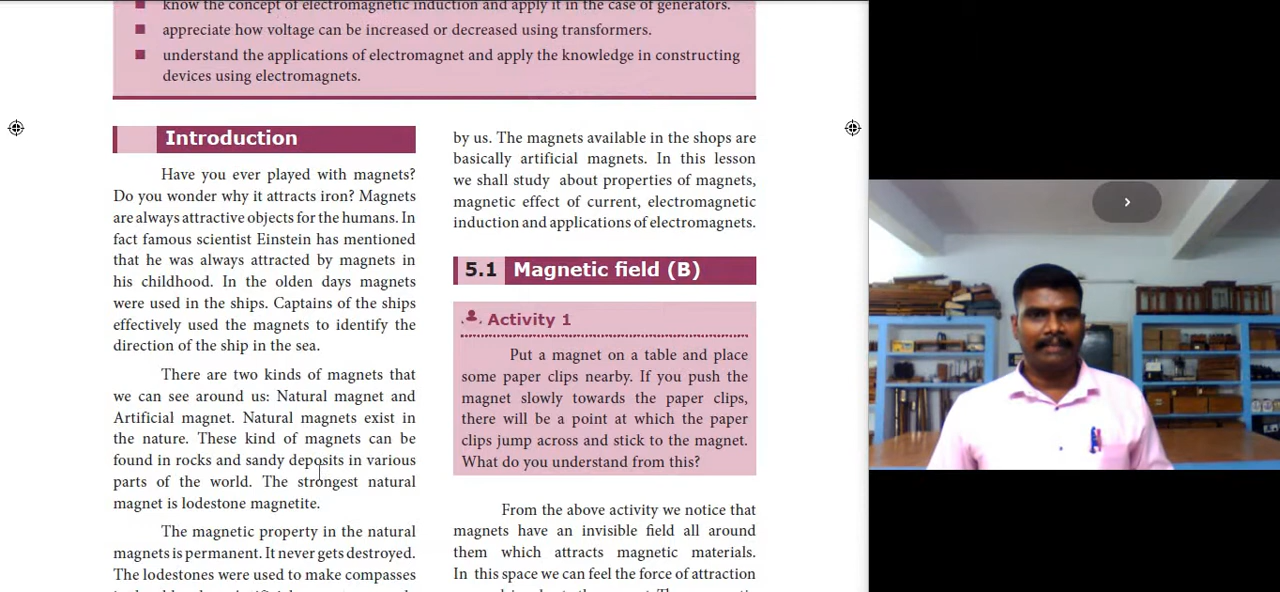 know the concept of electromagnetic induction and apply it in the case of generators.
appreciate how voltage can be increased or decreased using transformers.
understand the applications of electromagnet and apply the knowledge in constructing
devices using electromagnets.
Introduction
Have you ever played with magnets?
Do you wonder why it attracts iron? Magnets
are always attractive objects for the humans. In
fact famous scientist Einstein has mentioned
that he was always attracted by magnets in
his childhood. In the olden days magnets
were used in the ships. Captains of the ships
effectively used the magnets to identify the
direction of the ship in the sea.
There are two kinds of magnets that
we can see around us: Natural magnet and
Artificial magnet. Natural magnets exist in
the nature. These kind of magnets can be
found in rocks and sandy deposits in various
parts of the world. The strongest natural
magnet is lodestone magnetite.
The magnetic property in the natural
magnets is permanent. It never gets destroyed.
The lodestones were used to make compasses
by us. The magnets available in the shops are
basically artificial magnets. In this lesson
we shall study about properties of magnets,
magnetic effect of current, electromagnetic
induction and applications of electromagnets.
5.1 Magnetic field (B)
Activity 1
Put a magnet on a table and place
some paper clips nearby. If you push the
magnet slowly towards the paper clips,
there will be a point at which the paper
clips jump across and stick to the magnet.
What do you understand from this?
From the above activity we notice that
magnets have an invisible field all around
them which attracts magnetic materials.
In this space we can feel the force of attraction